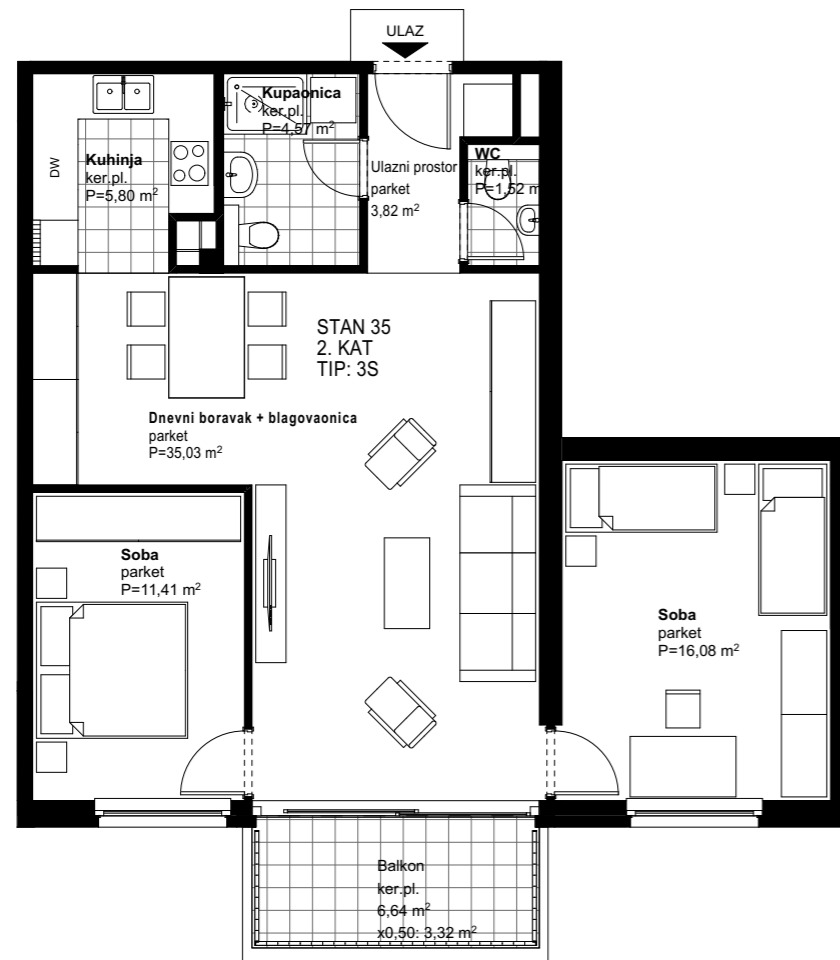 ULAZ
Kupaonica
ker.pl.
P=4,57 m²
DW
Kuhinja
ker.pl.
P=5,80 m²
Ulazni prostor
parket
3,82 m²
WC
ker.pl.
P=1,52 m
STAN 35
2. KAT
TIP: 3S
Dnevni boravak + blagovaonica
parket
P=35,03 m²
Soba
parket
P=11,41 m²
Soba
parket
P=16,08 m²
Balkon
ker.pl.
6,64 m²
x0,50: 3,32 m²